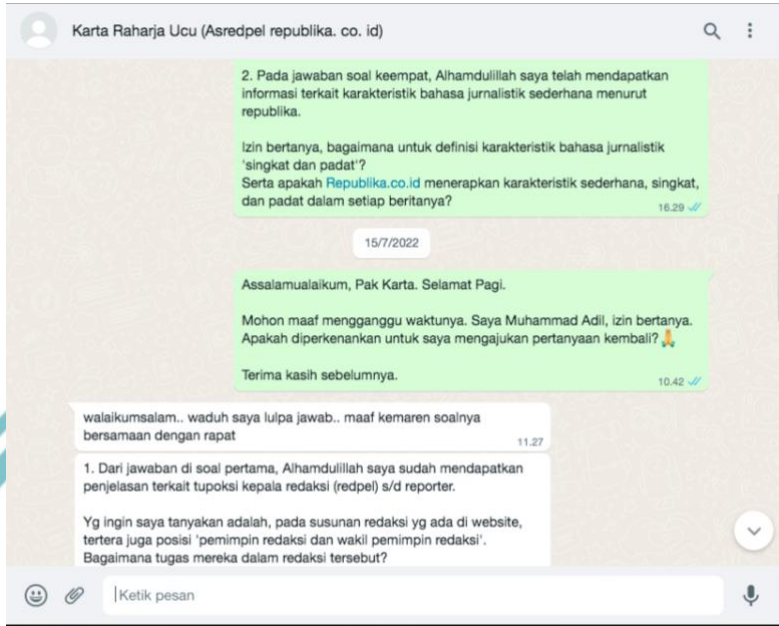 Karta Raharja Ucu (Asredpel republika. co. id)
2. Pada jawaban soal keempat, Alhamdulillah saya telah mendapatkan
informasi terkait karakteristik bahasa jurnalistik sederhana menurut
republika.
Izin bertanya, bagaimana untuk definisi karakteristik bahasa jurnalistik
'singkat dan padat'?
Serta apakah Republika.co.id menerapkan karakteristik sederhana, singkat,
dan padat dalam setiap beritanya?
16.29
15/7/2022
Assalamualaikum, Pak Karta. Selamat Pagi.
Mohon maaf mengganggu waktunya. Saya Muhammad Adil, izin bertanya.
Apakah diperkenankan untuk saya mengajukan pertanyaan kembali?🙏
Terima kasih sebelumnya.
10.42
walaikumsalam.. waduh saya lulpa jawab.. maaf kemaren soalnya
bersamaan dengan rapat
11.27
1. Dari jawaban di soal pertama, Alhamdulillah saya sudah mendapatkan
penjelasan terkait tupoksi kepala redaksi (redpel) s/d reporter.
Yg ingin saya tanyakan adalah, pada susunan redaksi yg ada di website,
tertera juga posisi 'pemimpin redaksi dan wakil pemimpin redaksi'.
Bagaimana tugas mereka dalam redaksi tersebut?
Ketik pesan